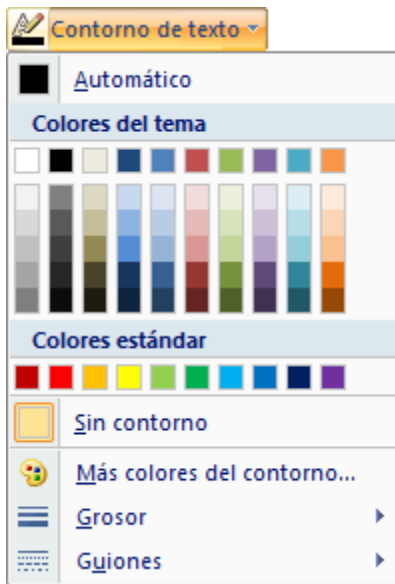 Contorno de texto
Automático
Colores del tema
Colores estándar
Sin contorno
Más colores del contorno...
Grosor
Guiones